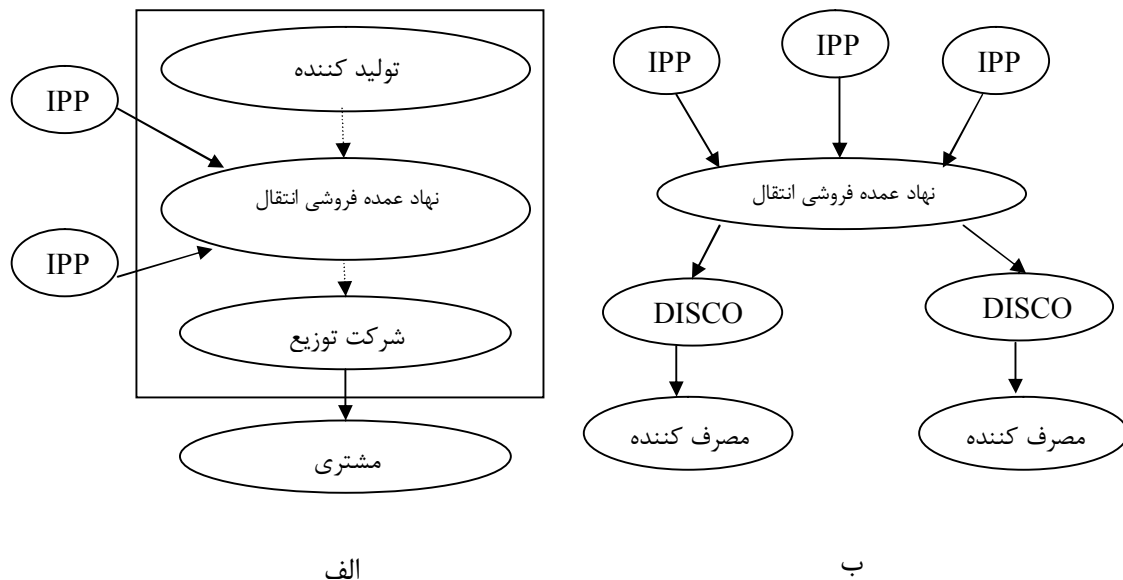 تولید کننده
IPP
نهاد عمده فروشی انتقال
IPP
شرکت توزیع
مشتری
الف
IPP
IPP
IPP
نهاد عمده فروشی انتقال
DISCO
DISCO
مصرف کننده
مصرف کننده
ب